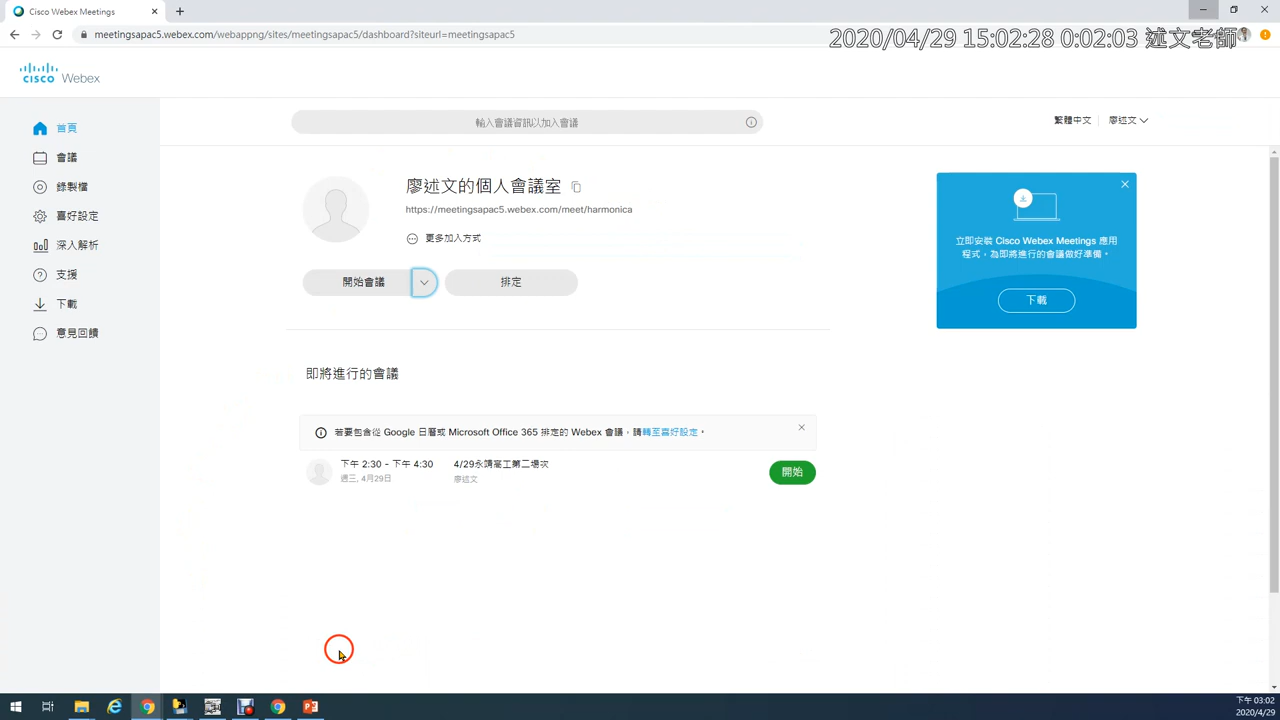 Cisco Webex Meetings
meetingsapac5.webex.com/webappng/sites/meetingsapac5/dashboard?siteurl=meetingsapac5
2020/04/29 15:02:28 0:02:03 述文老師
CISCO Webex
輸入會議資訊以加入會議
繁體中文
廖述文
首頁
會議
錄製檔
喜好設定
深入解析
支援
下載
意見回饋
廖述文的個人會議室
https://meetingsapac5.webex.com/meet/harmonica
更多加入方式
開始會議
排定
立即安裝 Cisco Webex Meetings 應用
程式，為即將進行的會議做好準備。
下載
即將進行的會議
若要包含從 Google 日曆或 Microsoft Office 365 排定的 Webex 會議，請轉至喜好設定。
下午 2:30 - 下午 4:30
4/29永靖高工第二場次
週三, 4月29日
廖述文
開始
下午 03:02
2020/4/29